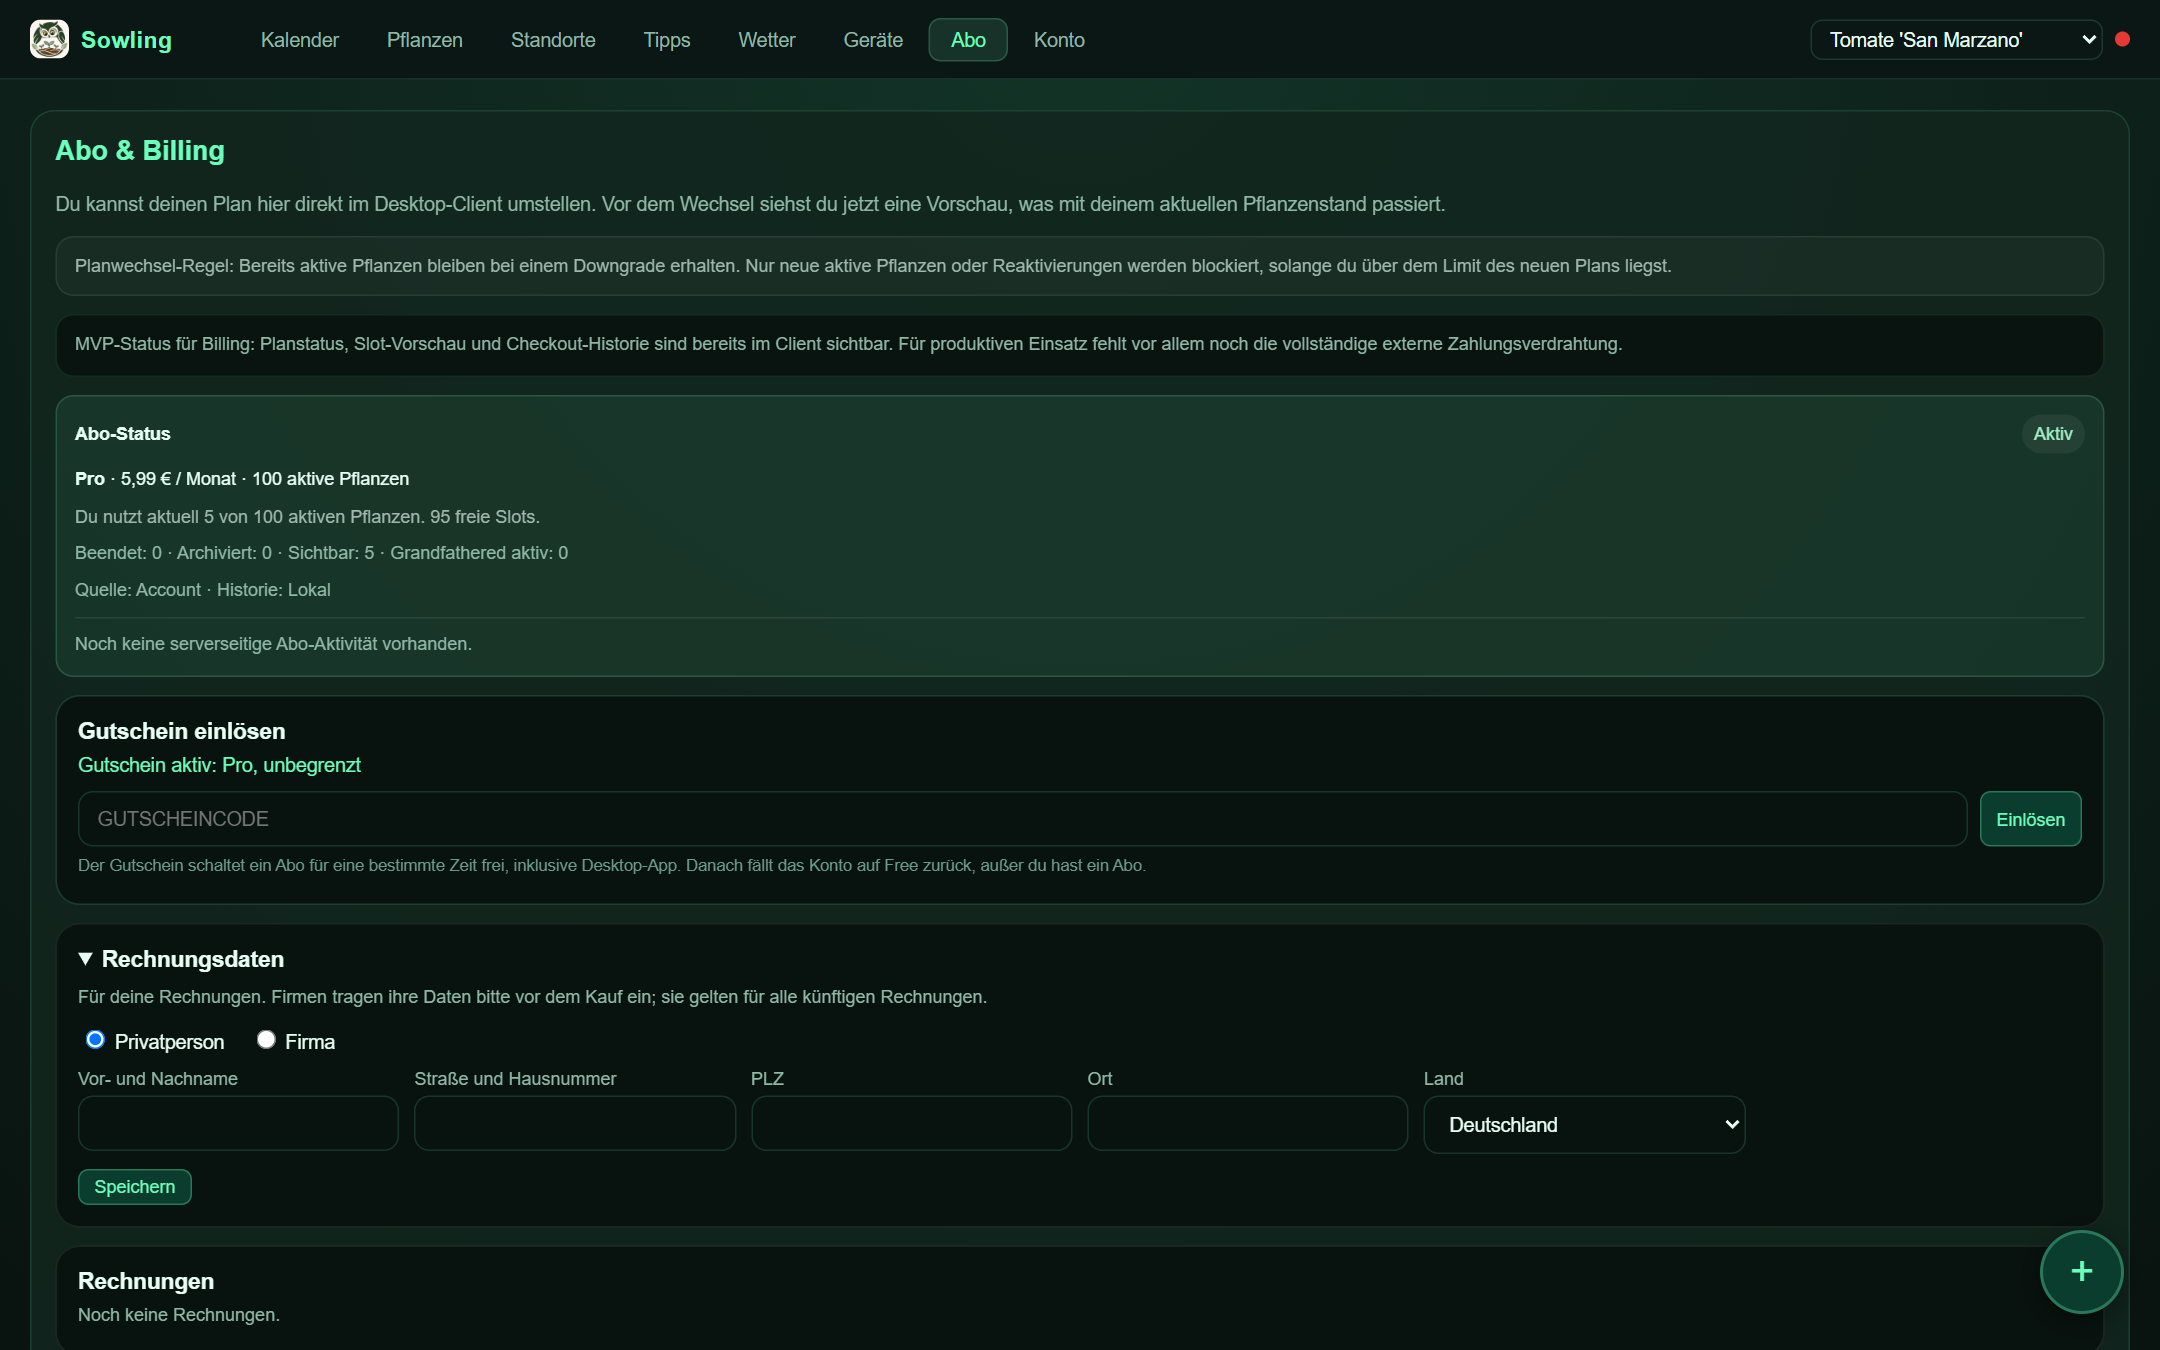 Sowling
Kalender
Pflanzen
Standorte
Tipps
Wetter
Geräte
Abo
Konto
Tomate 'San Marzano'
Abo & Billing
Du kannst deinen Plan hier direkt im Desktop-Client umstellen. Vor dem Wechsel siehst du jetzt eine Vorschau, was mit deinem aktuellen Pflanzenstand passiert.
Planwechsel-Regel: Bereits aktive Pflanzen bleiben bei einem Downgrade erhalten. Nur neue aktive Pflanzen oder Reaktivierungen werden blockiert, solange du über dem Limit des neuen Plans liegst.
MVP-Status für Billing: Planstatus, Slot-Vorschau und Checkout-Historie sind bereits im Client sichtbar. Für produktiven Einsatz fehlt vor allem noch die vollständige externe Zahlungsverdrahtung.
Abo-Status
Aktiv
Pro · 5,99 € / Monat · 100 aktive Pflanzen
Du nutzt aktuell 5 von 100 aktiven Pflanzen. 95 freie Slots.
Beendet: 0 · Archiviert: 0 · Sichtbar: 5 · Grandfathered aktiv: 0
Quelle: Account · Historie: Lokal
Noch keine serverseitige Abo-Aktivität vorhanden.
Gutschein einlösen
Gutschein aktiv: Pro, unbegrenzt
GUTSCHEINCODE
Einlösen
Der Gutschein schaltet ein Abo für eine bestimmte Zeit frei, inklusive Desktop-App. Danach fällt das Konto auf Free zurück, außer du hast ein Abo.
▼ Rechnungsdaten
Für deine Rechnungen. Firmen tragen ihre Daten bitte vor dem Kauf ein; sie gelten für alle künftigen Rechnungen.
Privatperson
Firma
Vor- und Nachname
Straße und Hausnummer
PLZ
Ort
Land
Deutschland
Speichern
+
Rechnungen
Noch keine Rechnungen.